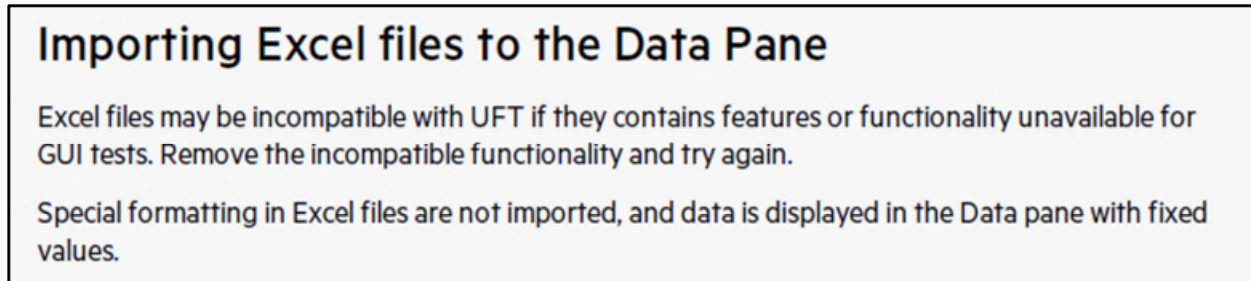 Importing Excel files to the Data Pane
Excel files may be incompatible with UFT if they contains features or functionality unavailable for
GUI tests. Remove the incompatible functionality and try again.
Special formatting in Excel files are not imported, and data is displayed in the Data pane with fixed
values.